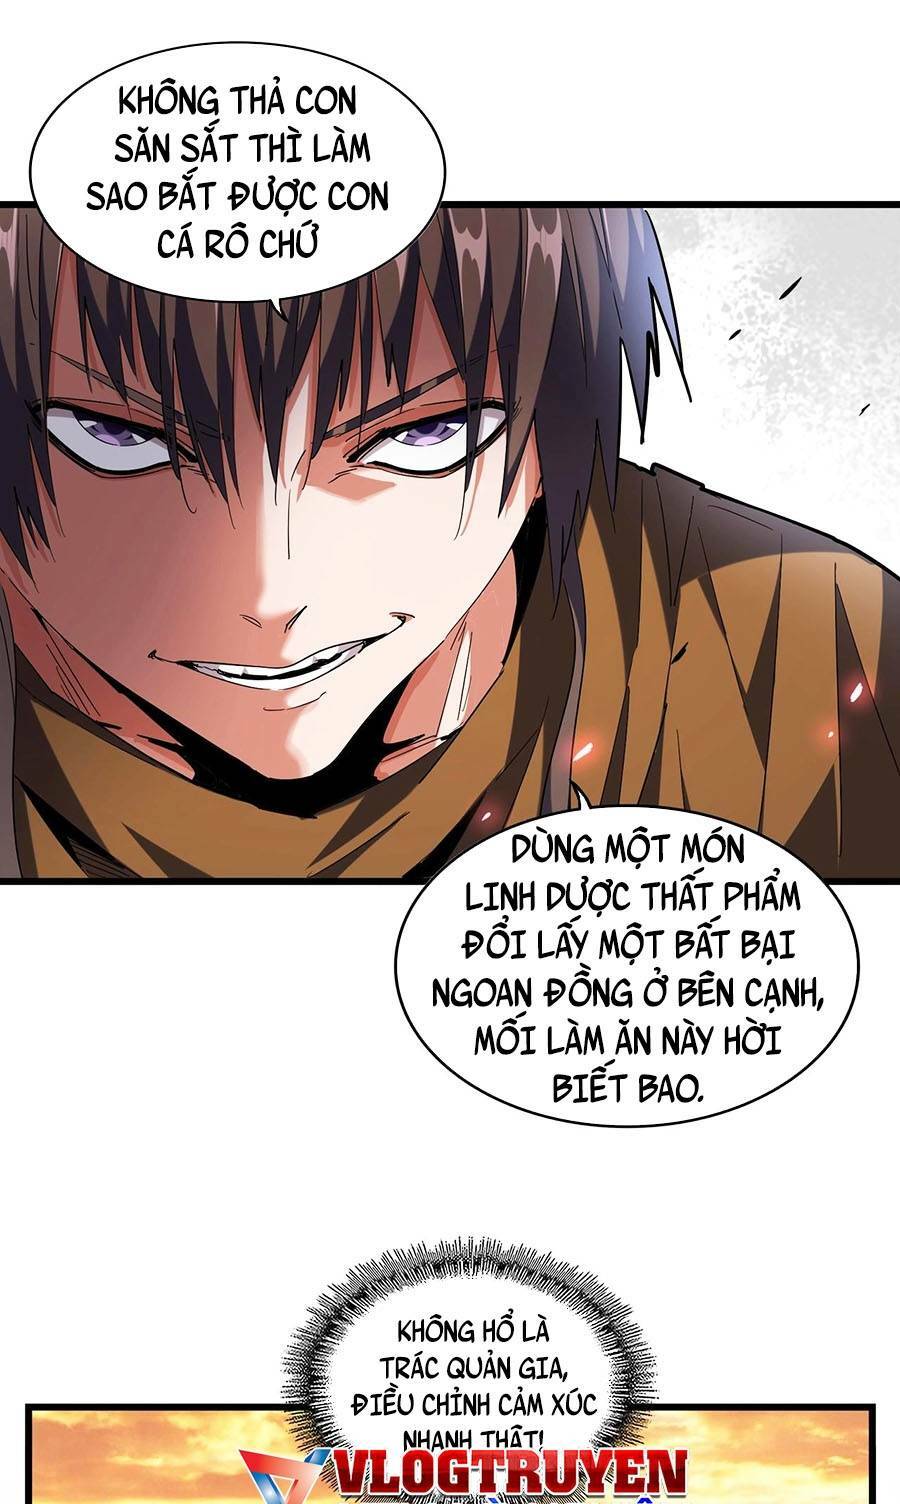 KHÔNG THẢ CON
SĂN SẮT THÌ LÀM
SAO BẮT ĐƯỢC CON
CÁ RÔ CHỨ
DÙNG MỘT MÓN
LINH DƯỢC THẤT PHẨM
ĐỔI LẤY MỘT BẤT BẠI
NGOAN ĐỒNG Ở BÊN CẠNH,
MỐI LÀM ĂN NÀY HỜI
BIẾT BAO.
KHÔNG HỔ LÀ
TRÁC QUẢN GIA,
ĐIỀU CHỈNH CẢM XÚC
NHANH THẬT!
VLOGTRUYEN